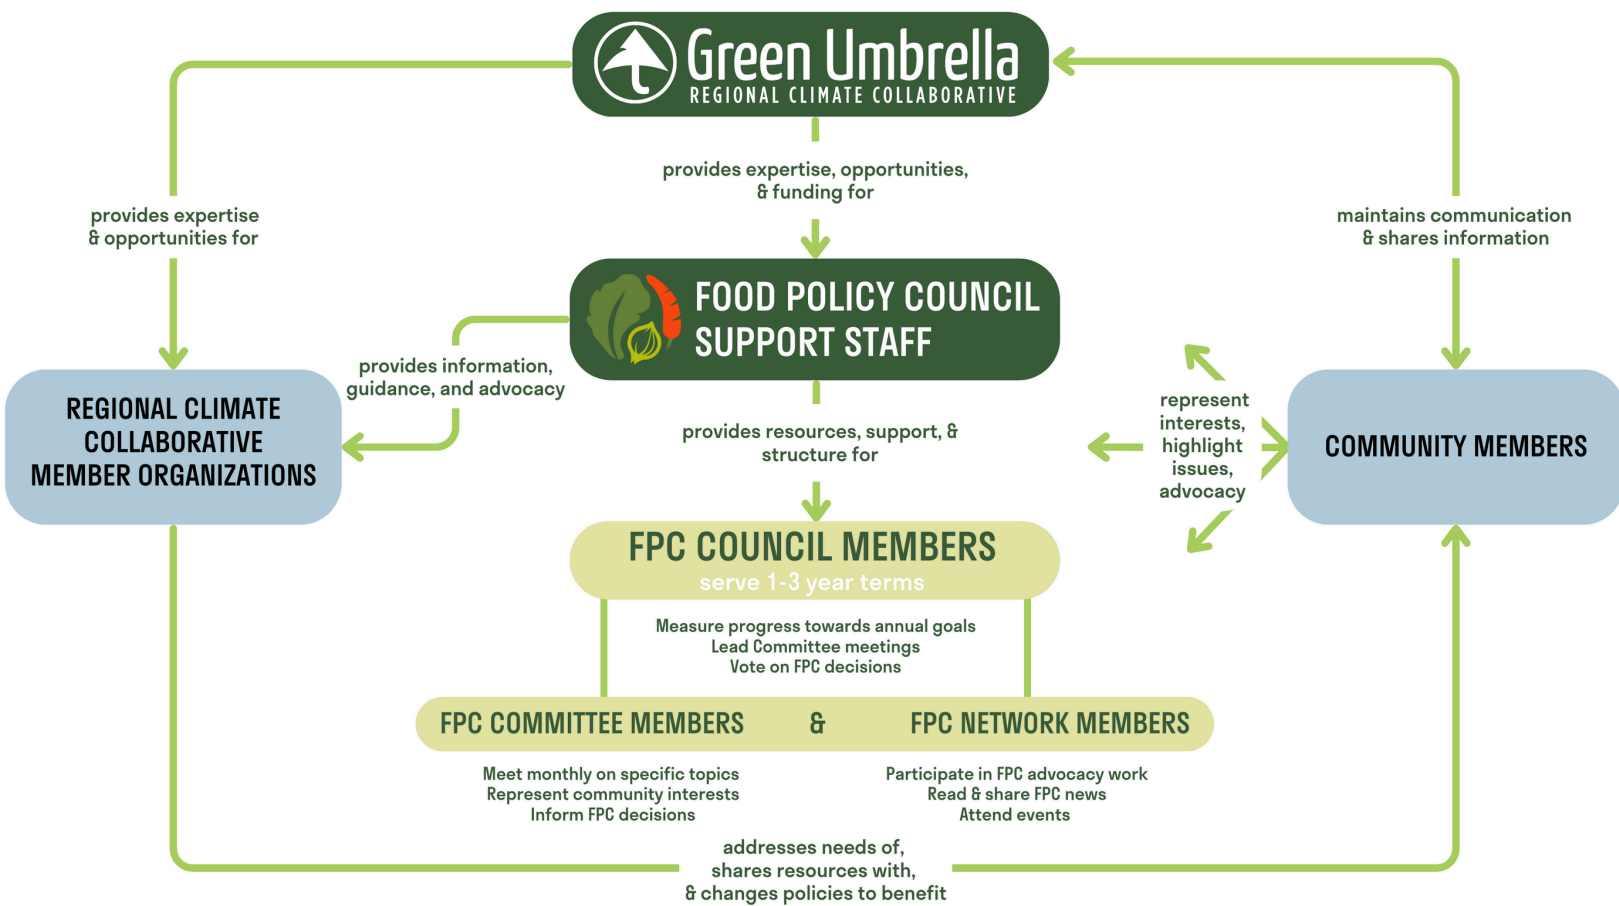 Green Umbrella
REGIONAL CLIMATE COLLABORATIVE
provides expertise, opportunities,
& funding for
provides expertise
& opportunities for
maintains communication
& shares information
FOOD POLICY COUNCIL
SUPPORT STAFF
provides information,
guidance, and advocacy
REGIONAL CLIMATE
COLLABORATIVE
MEMBER ORGANIZATIONS
provides resources, support, &
structure for
represent
interests,
highlight
issues,
advocacy
COMMUNITY MEMBERS
FPC COUNCIL MEMBERS
serve 1-3 year terms
Measure progress towards annual goals
Lead Committee meetings
Vote on FPC decisions
FPC COMMITTEE MEMBERS & FPC NETWORK MEMBERS
Meet monthly on specific topics
Represent community interests
Inform FPC decisions
Participate in FPC advocacy work
Read & share FPC news
Attend events
addresses needs of,
shares resources with,
& changes policies to benefit